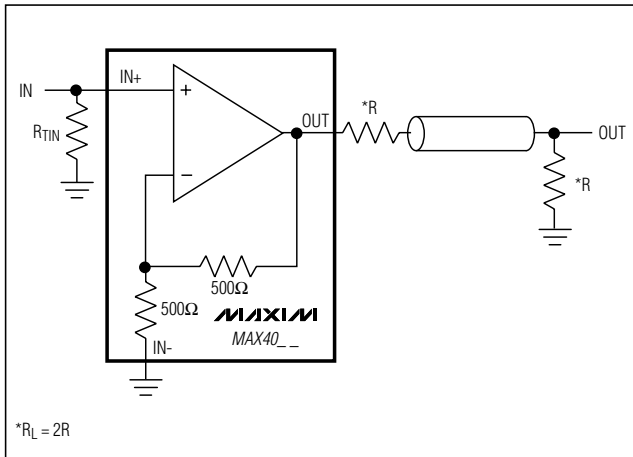 IN
IN+
+
R_TIN
−
OUT
*R
OUT
*R
500Ω
500Ω
MAXIM
MAX40_ _
IN-
*R_L = 2R